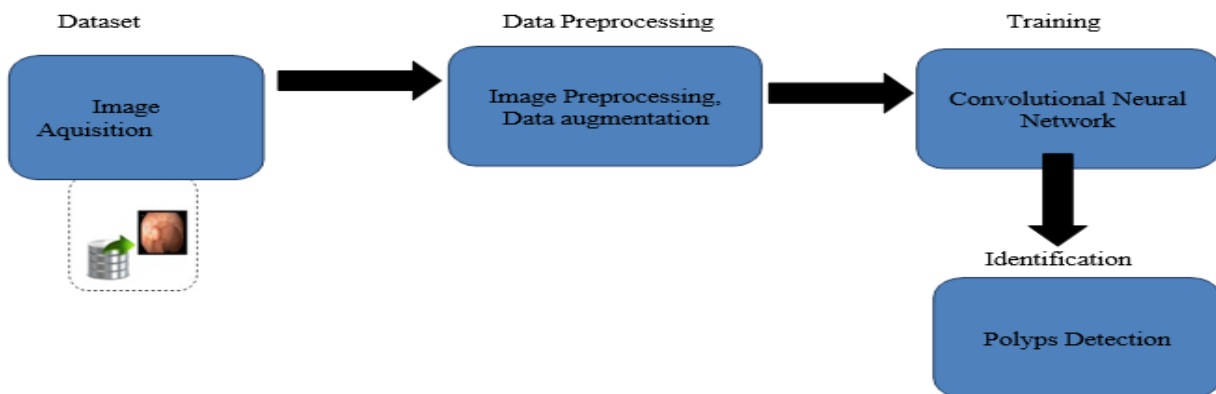 Dataset
Image
Aquisition
Data Preprocessing
Image Preprocessing,
Data augmentation
Training
Convolutional Neural
Network
Identification
Polyps Detection